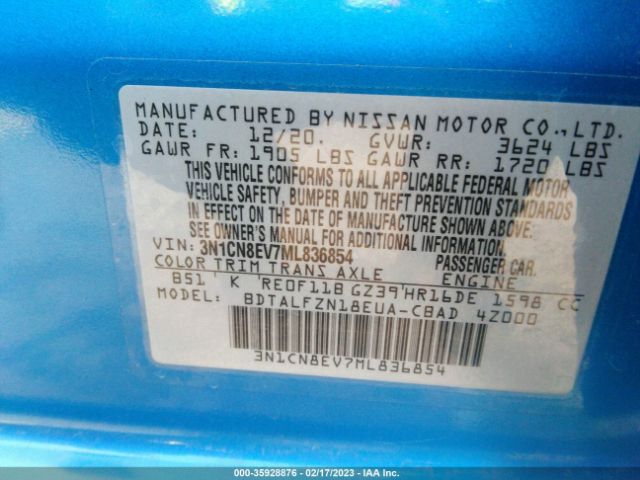 MANUFACTURED BY NISSAN MOTOR CO., LTD.
DATE: 12/20. GVWR: 3624 LBS
GAWR FR: 1905 LBS GAWR RR: 1720 LBS
THIS VEHICLE CONFORMS TO ALL APPLICABLE FEDERAL MOTOR
VEHICLE SAFETY, BUMPER AND THEFT PREVENTION STANDARDS
IN EFFECT ON THE DATE OF MANUFACTURE SHOWN ABOVE.
SEE OWNER'S MANUAL FOR ADDITIONAL INFORMATION.
VIN: 3N1CN8EV7ML836854 PASSENGER CAR.
COLOR TRIM TRANS AXLE ENGINE
B51 K RE0F11B GZ39 HR16DE 1598 CC
MODEL: BDTALFZN18EUA-CBAD 4Z000
3N1CN8EV7ML836854
000-35928876 - 02/17/2023 - IAA Inc.